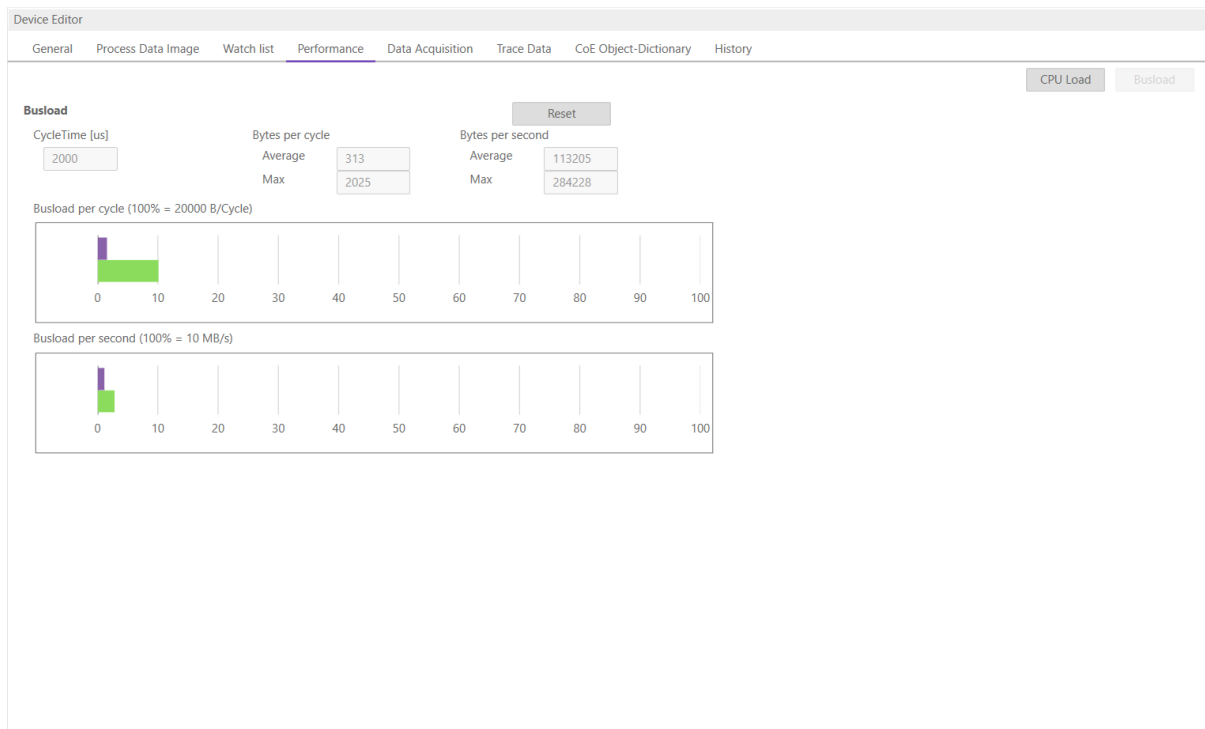 Device Editor
General Process Data Image Watch list Performance Data Acquisition Trace Data CoE Object-Dictionary History
CPU Load Busload
Busload Reset
CycleTime [us] Bytes per cycle Bytes per second
2000 Average 313 Average 113205
Max 2025 Max 284228
Busload per cycle (100% = 20000 B/Cycle)
0 10 20 30 40 50 60 70 80 90 100
Busload per second (100% = 10 MB/s)
0 10 20 30 40 50 60 70 80 90 100